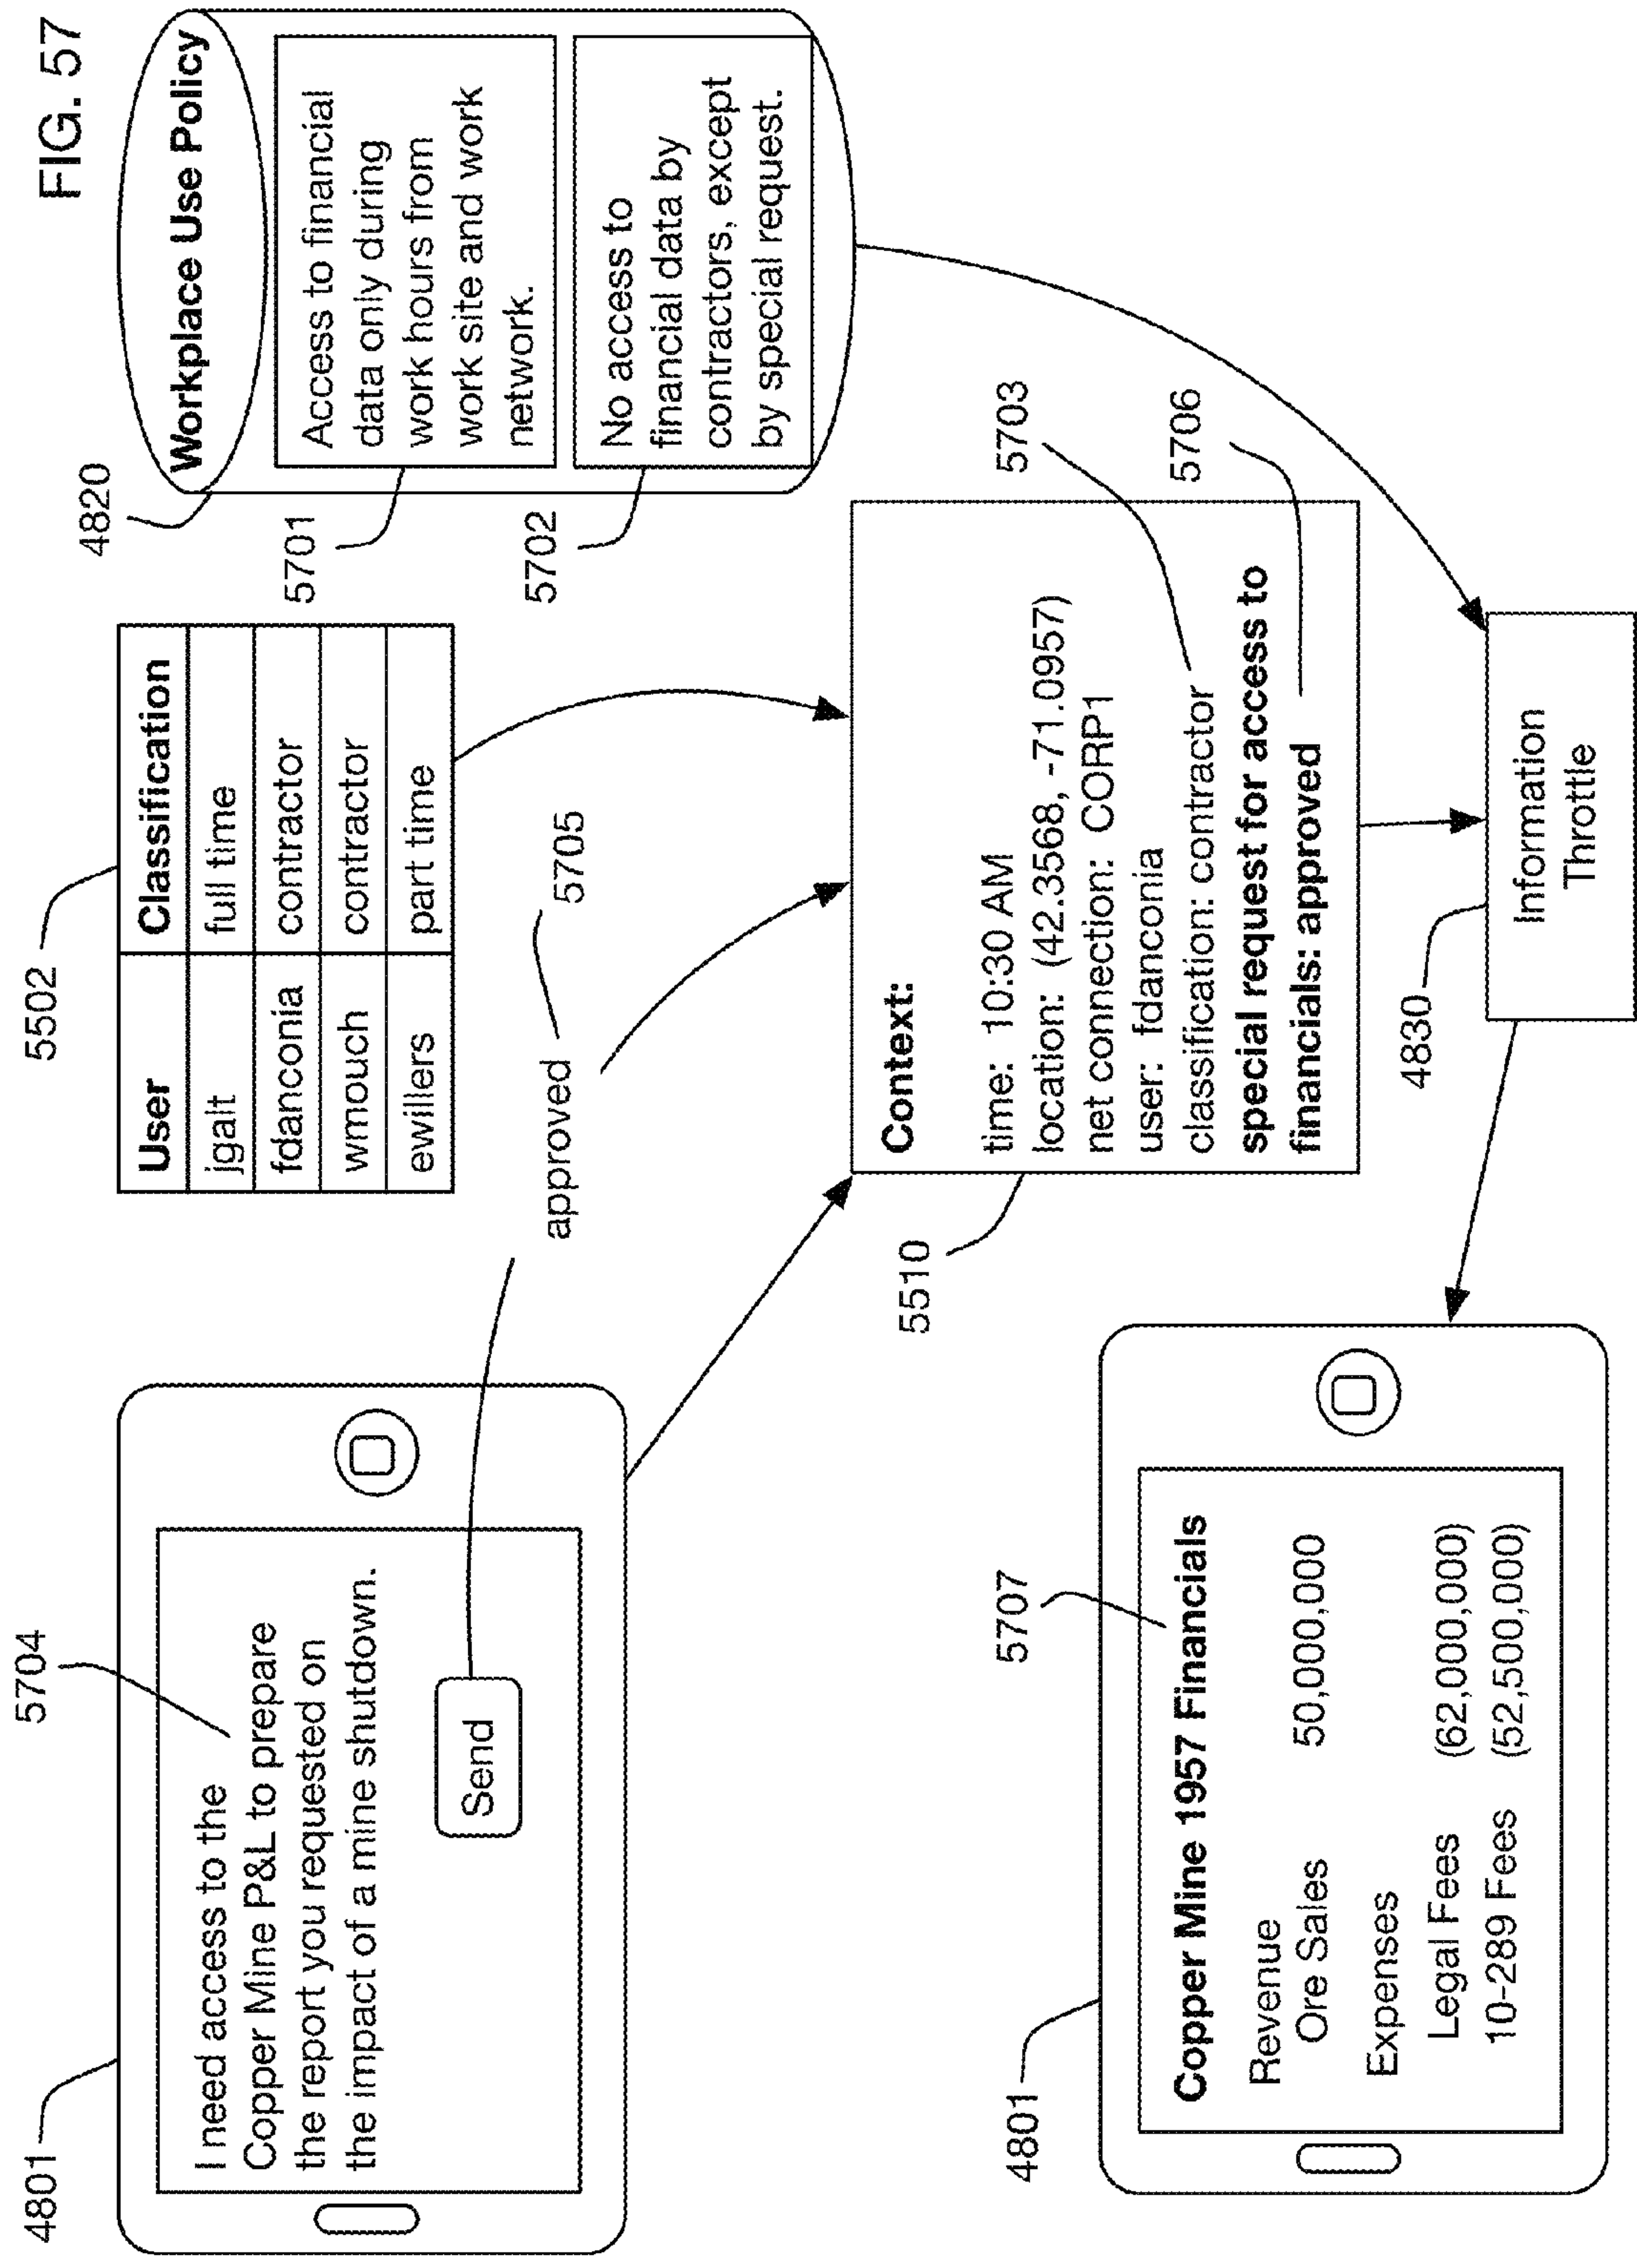 FIG. 57
4801
5704
I need access to the
Copper Mine P&L to prepare
the report you requested on
the impact of a mine shutdown.
Send
5502
User Classification
jgalt full time
fdanconia contractor
wmouch contractor
ewillers part time
approved
5705
4820
Workplace Use Policy
5701
Access to financial
data only during
work hours from
work site and work
network.
5702
No access to
financial data by
contractors, except
by special request.
5510
Context:
time: 10:30 AM
location: (42.3568, -71.0957)
net connection: CORP1
user: fdanconia
classification: contractor
special request for access to
financials: approved
5703
5706
4830
Information
Throttle
4801
5707
Copper Mine 1957 Financials
Revenue
Ore Sales 50,000,000
Expenses
Legal Fees (62,000,000)
10-289 Fees (52,500,000)